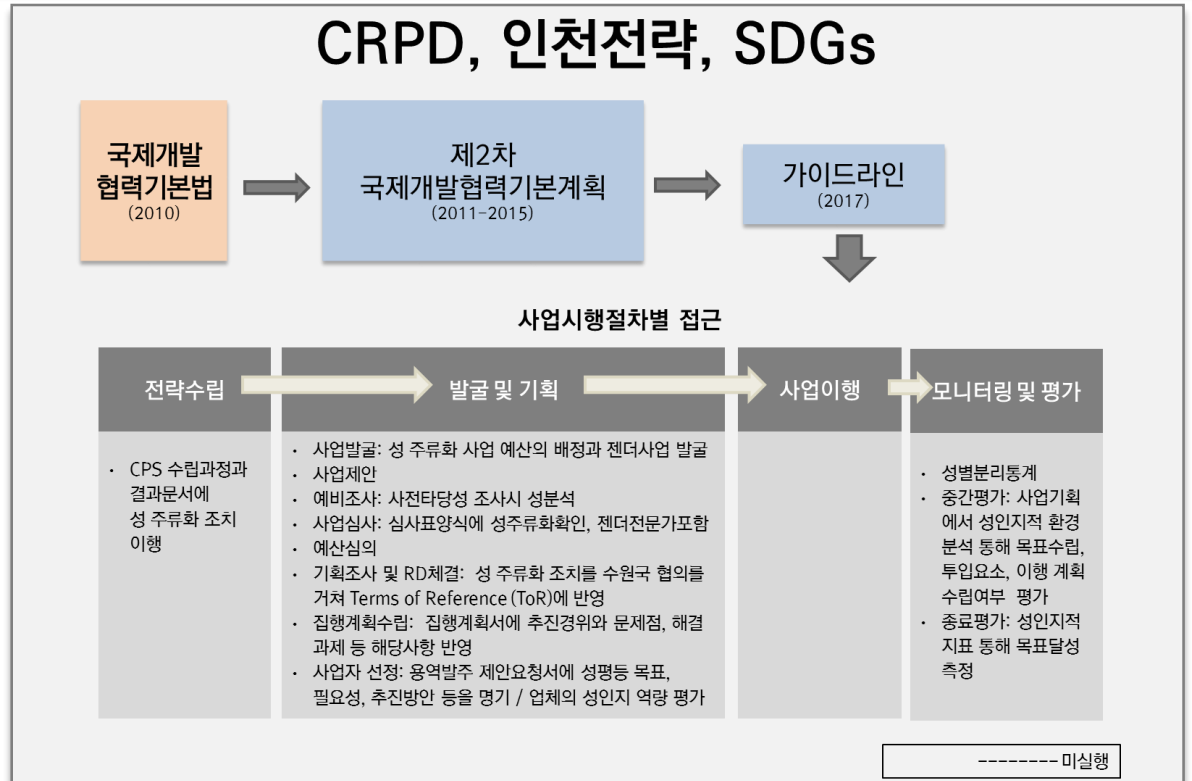 CRPD, 인천전략, SDGs
국제개발
협력기본법
(2010)
제2차
국제개발협력기본계획
(2011-2015)
가이드라인
(2017)
사업시행절차별 접근
전략수립
발굴 및 기획
사업이행
모니터링 및 평가
· CPS 수립과정과
결과문서에
성 주류화 조치
이행
· 사업발굴: 성 주류화 사업 예산의 배정과 젠더사업 발굴
· 사업제안
· 예비조사: 사전타당성 조사시 성분석
· 사업심사: 심사표양식에 성주류화확인, 젠더전문가포함
· 예산심의
· 기획조사 및 RD체결: 성 주류화 조치를 수원국 협의를
거쳐 Terms of Reference (ToR)에 반영
· 집행계획수립: 집행계획서에 추진경위와 문제점, 해결
과제 등 해당사항 반영
· 사업자 선정: 용역발주 제안요청서에 성평등 목표,
필요성, 추진방안 등을 명기 / 업체의 성인지 역량 평가
· 성별분리통계
· 중간평가: 사업기획
에서 성인지적 환경
분석 통해 목표수립,
투입요소, 이행 계획
수립여부 평가
· 종료평가: 성인지적
지표 통해 목표달성
측정
--------미실행